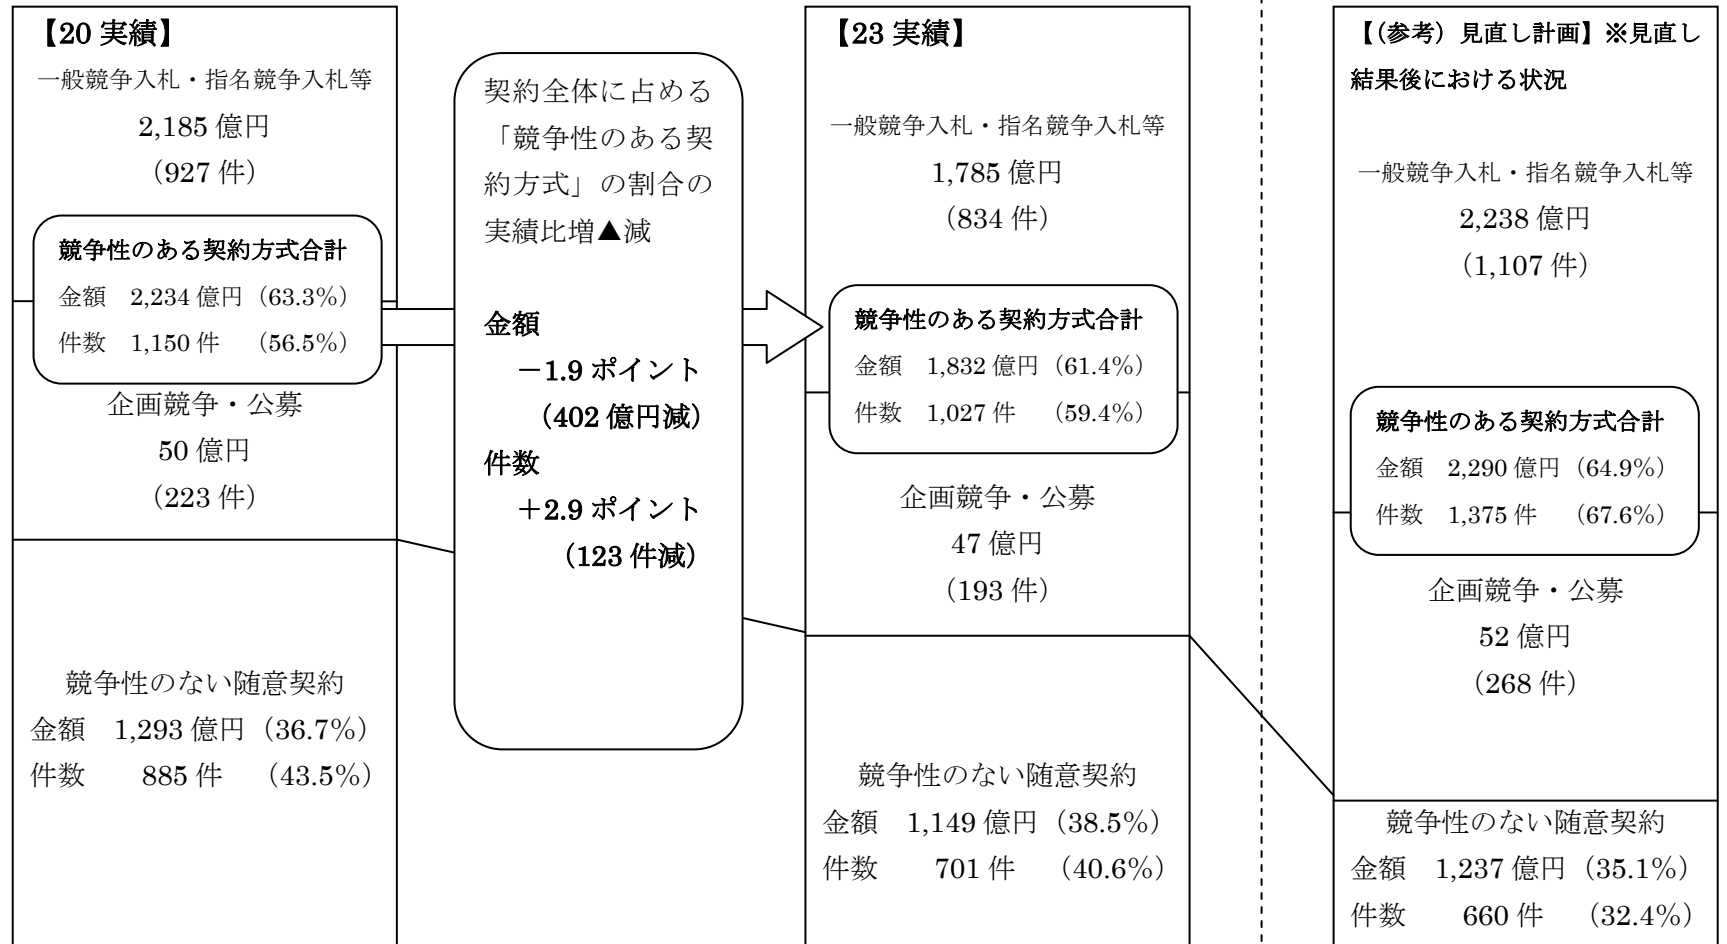 【20 実績】
一般競争入札・指名競争入札等
2,185 億円
(927 件)
競争性のある契約方式合計
金額 2,234 億円 (63.3%)
件数 1,150 件 (56.5%)
企画競争・公募
50 億円
(223 件)
競争性のない随意契約
金額 1,293 億円 (36.7%)
件数 885 件 (43.5%)
契約全体に占める
「競争性のある契
約方式」の割合の
実績比増▲減
金額
－1.9 ポイント
(402 億円減)
件数
＋2.9 ポイント
(123 件減)
【23 実績】
一般競争入札・指名競争入札等
1,785 億円
(834 件)
競争性のある契約方式合計
金額 1,832 億円 (61.4%)
件数 1,027 件 (59.4%)
企画競争・公募
47 億円
(193 件)
競争性のない随意契約
金額 1,149 億円 (38.5%)
件数 701 件 (40.6%)
【(参考) 見直し計画】※見直し
結果後における状況
一般競争入札・指名競争入札等
2,238 億円
(1,107 件)
競争性のある契約方式合計
金額 2,290 億円 (64.9%)
件数 1,375 件 (67.6%)
企画競争・公募
52 億円
(268 件)
競争性のない随意契約
金額 1,237 億円 (35.1%)
件数 660 件 (32.4%)